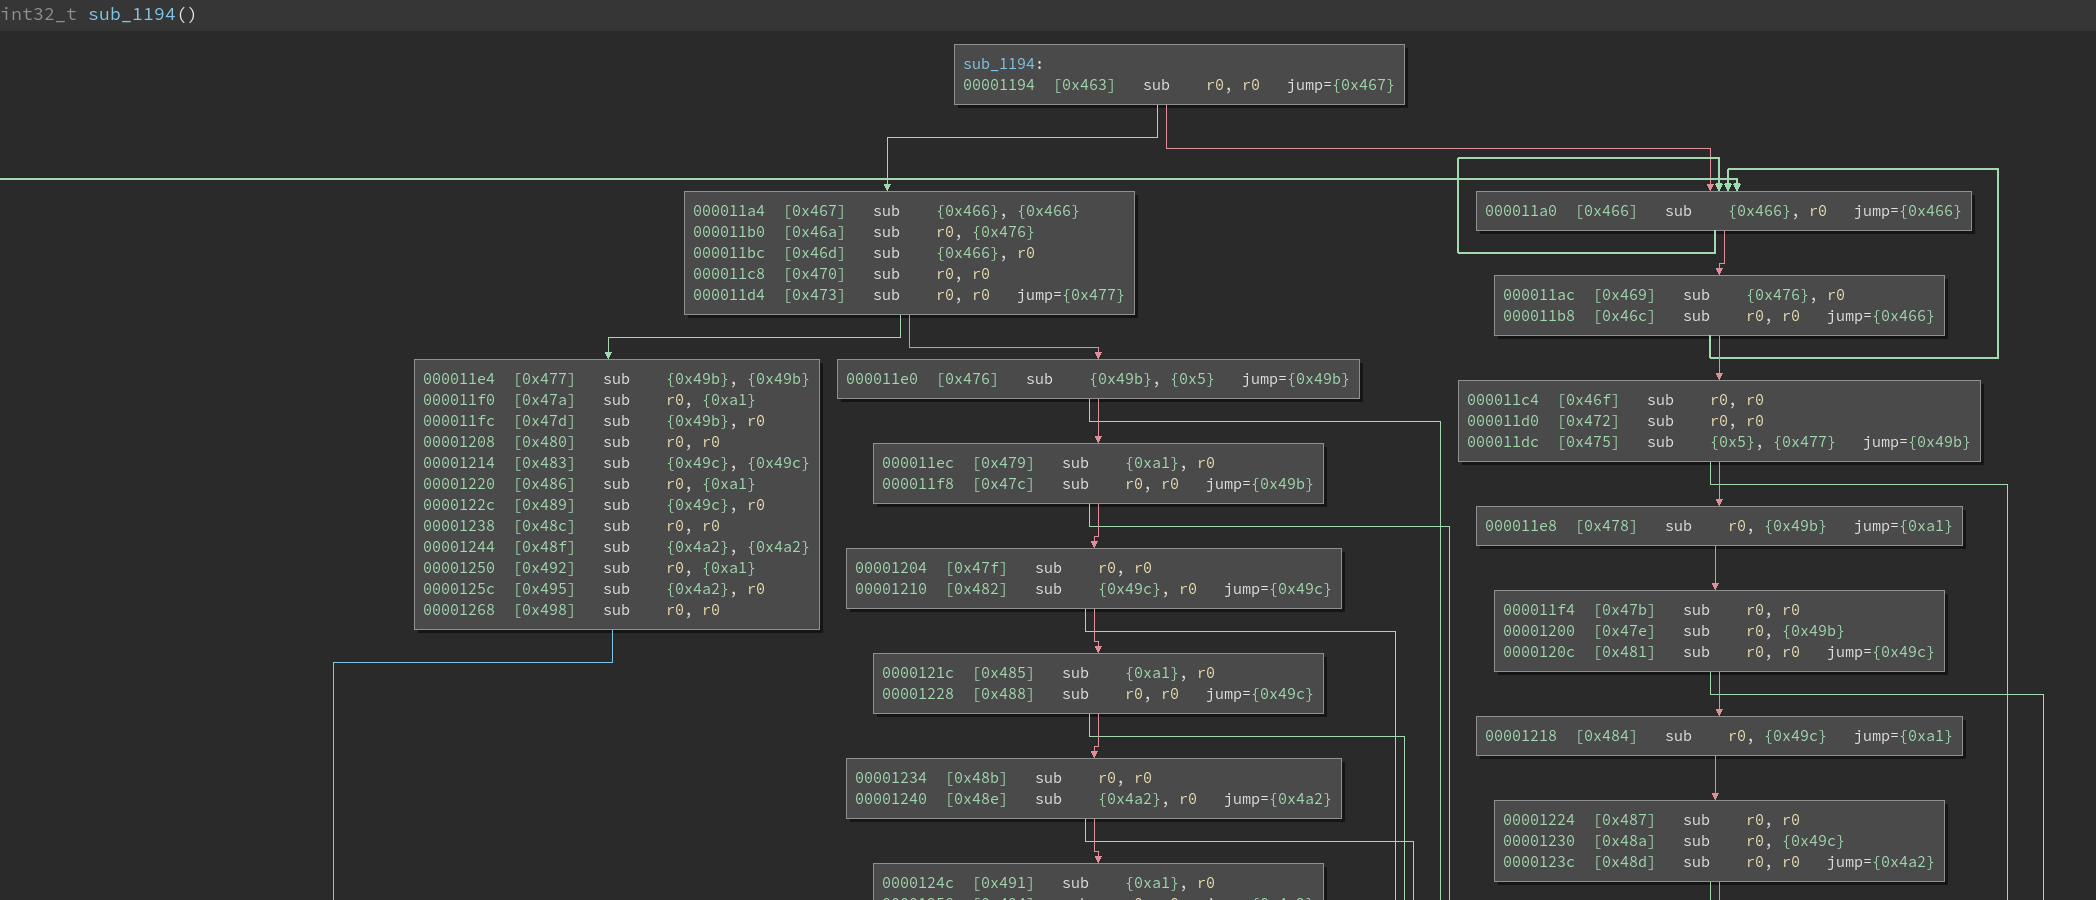 int32_t sub_1194()
sub_1194:
00001194 [0x463] sub r0, r0 jump={0x467}
000011a4 [0x467] sub {0x466}, {0x466}
000011b0 [0x46a] sub r0, {0x476}
000011bc [0x46d] sub {0x466}, r0
000011c8 [0x470] sub r0, r0
000011d4 [0x473] sub r0, r0 jump={0x477}
000011a0 [0x466] sub {0x466}, r0 jump={0x466}
000011ac [0x469] sub {0x476}, r0
000011b8 [0x46c] sub r0, r0 jump={0x466}
000011e4 [0x477] sub {0x49b}, {0x49b}
000011f0 [0x47a] sub r0, {0xa1}
000011fc [0x47d] sub {0x49b}, r0
00001208 [0x480] sub r0, r0
00001214 [0x483] sub {0x49c}, {0x49c}
00001220 [0x486] sub r0, {0xa1}
0000122c [0x489] sub {0x49c}, r0
00001238 [0x48c] sub r0, r0
00001244 [0x48f] sub {0x4a2}, {0x4a2}
00001250 [0x492] sub r0, {0xa1}
0000125c [0x495] sub {0x4a2}, r0
00001268 [0x498] sub r0, r0
000011e0 [0x476] sub {0x49b}, {0x5} jump={0x49b}
000011ec [0x479] sub {0xa1}, r0
000011f8 [0x47c] sub r0, r0 jump={0x49b}
00001204 [0x47f] sub r0, r0
00001210 [0x482] sub {0x49c}, r0 jump={0x49c}
0000121c [0x485] sub {0xa1}, r0
00001228 [0x488] sub r0, r0 jump={0x49c}
00001234 [0x48b] sub r0, r0
00001240 [0x48e] sub {0x4a2}, r0 jump={0x4a2}
0000124c [0x491] sub {0xa1}, r0
000011c4 [0x46f] sub r0, r0
000011d0 [0x472] sub r0, r0
000011dc [0x475] sub {0x5}, {0x477} jump={0x49b}
000011e8 [0x478] sub r0, {0x49b} jump={0xa1}
000011f4 [0x47b] sub r0, r0
00001200 [0x47e] sub r0, {0x49b}
0000120c [0x481] sub r0, r0 jump={0x49c}
00001218 [0x484] sub r0, {0x49c} jump={0xa1}
00001224 [0x487] sub r0, r0
00001230 [0x48a] sub r0, {0x49c}
0000123c [0x48d] sub r0, r0 jump={0x4a2}